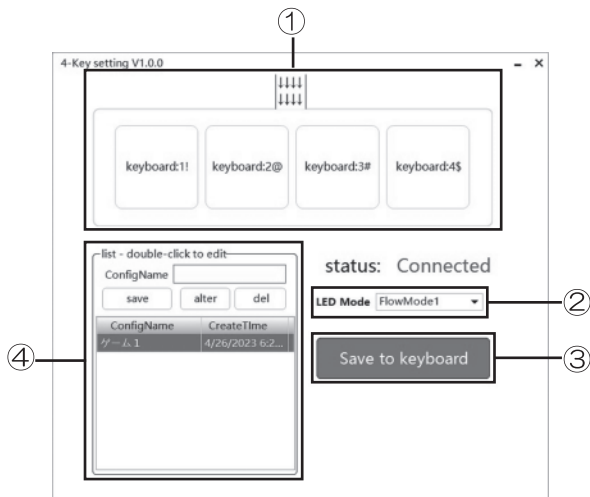 ①
4-Key setting V1.0.0
keyboard:1! keyboard:2@ keyboard:3# keyboard:4$
list - double-click to edit
ConfigName
save alter del
ConfigName CreateTIme
ゲーム 1 4/26/2023 6:2...
④
status: Connected
LED Mode FlowMode1
②
Save to keyboard
③